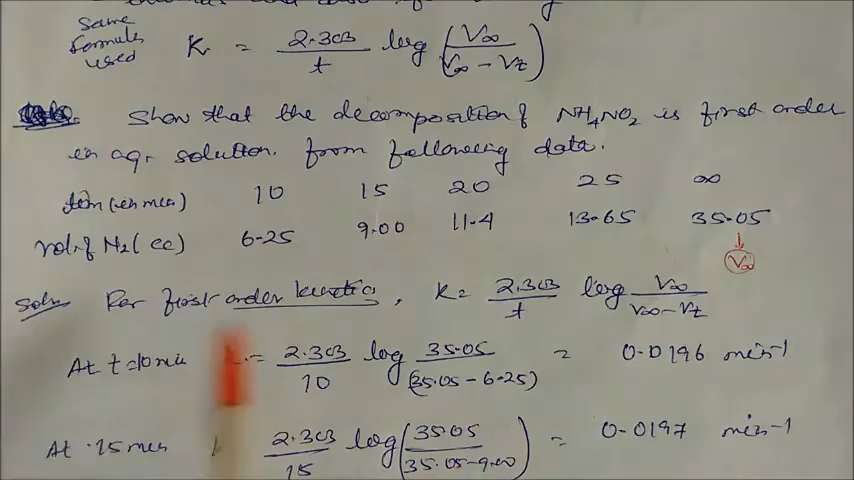 Same
formula
used
K = 2.303/t log (V∞/V∞ - Vt)
Show that the decomposition of NH4NO2 is first order
in aq. solution. from following data.
10 15 20 25 ∞
vol. of N2 (cc) 6.25 9.00 11.4 13.65 35.05
V∞
Soln For first order kinetics, K = 2.303/t log V∞/V∞ - Vt
At t = 10 min = 2.303/10 log 35.05/(35.05 - 6.25) = 0.0196 min-1
At 15 min 2.303/15 log (35.05/35.05 - 9.00) = 0.0197 min-1